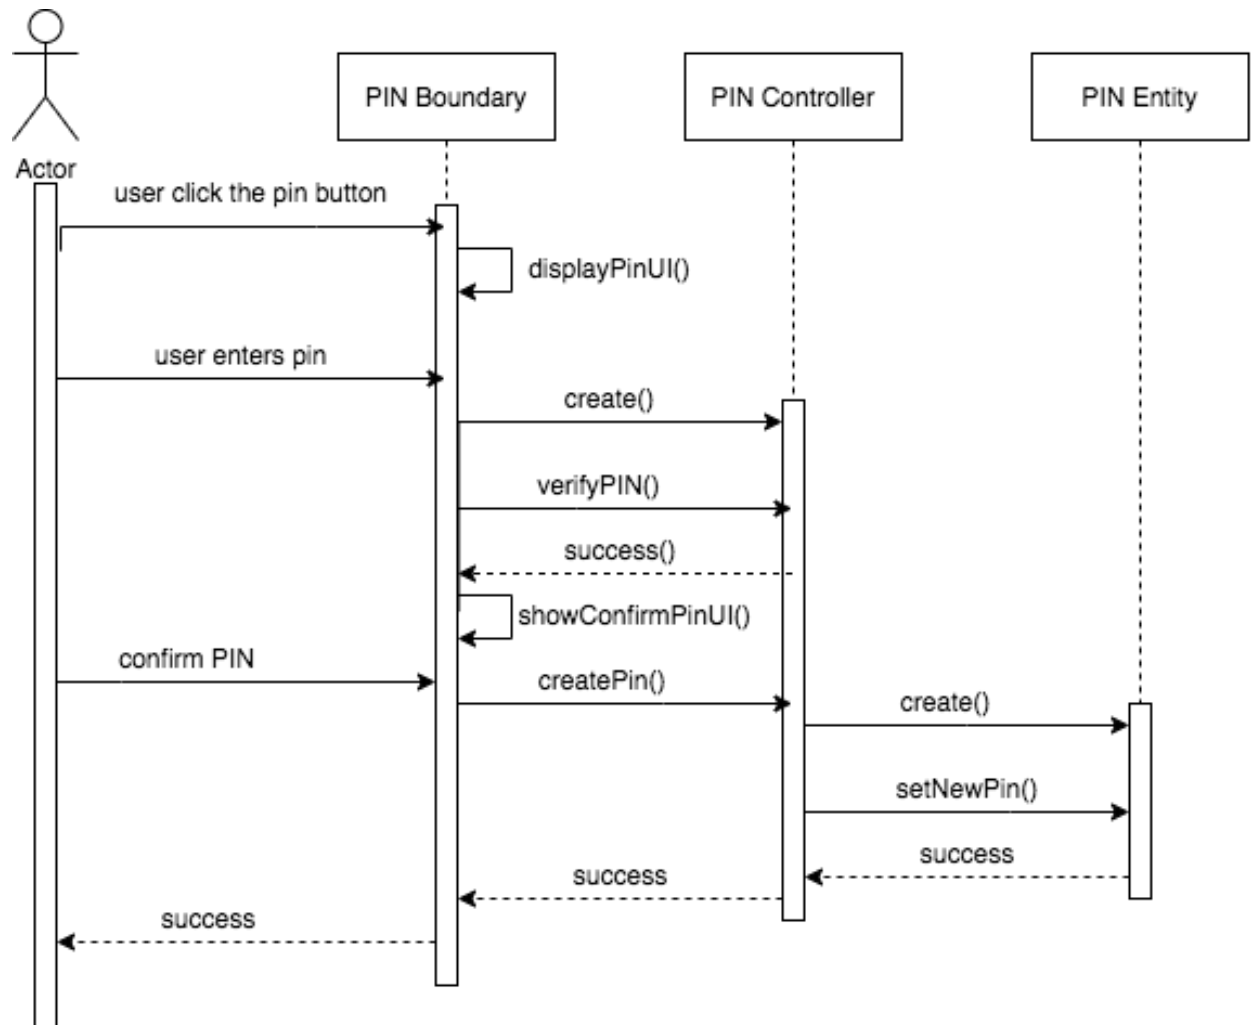 PIN Boundary
PIN Controller
PIN Entity
Actor
user click the pin button
displayPinUI()
user enters pin
create()
verifyPIN()
success()
showConfirmPinUI()
confirm PIN
createPin()
create()
setNewPin()
success
success
success